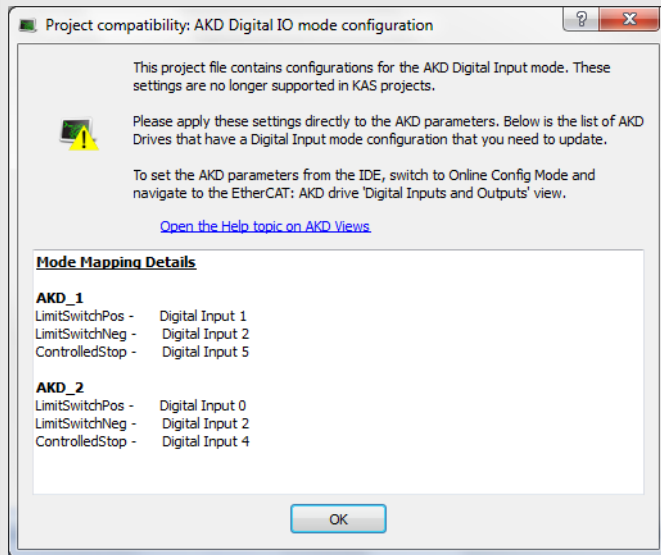 Project compatibility: AKD Digital IO mode configuration
This project file contains configurations for the AKD Digital Input mode. These
settings are no longer supported in KAS projects.
Please apply these settings directly to the AKD parameters. Below is the list of AKD
Drives that have a Digital Input mode configuration that you need to update.
To set the AKD parameters from the IDE, switch to Online Config Mode and
navigate to the EtherCAT: AKD drive 'Digital Inputs and Outputs' view.
Open the Help topic on AKD Views
Mode Mapping Details
AKD_1
LimitSwitchPos - Digital Input 1
LimitSwitchNeg - Digital Input 2
ControlledStop - Digital Input 5
AKD_2
LimitSwitchPos - Digital Input 0
LimitSwitchNeg - Digital Input 2
ControlledStop - Digital Input 4
OK